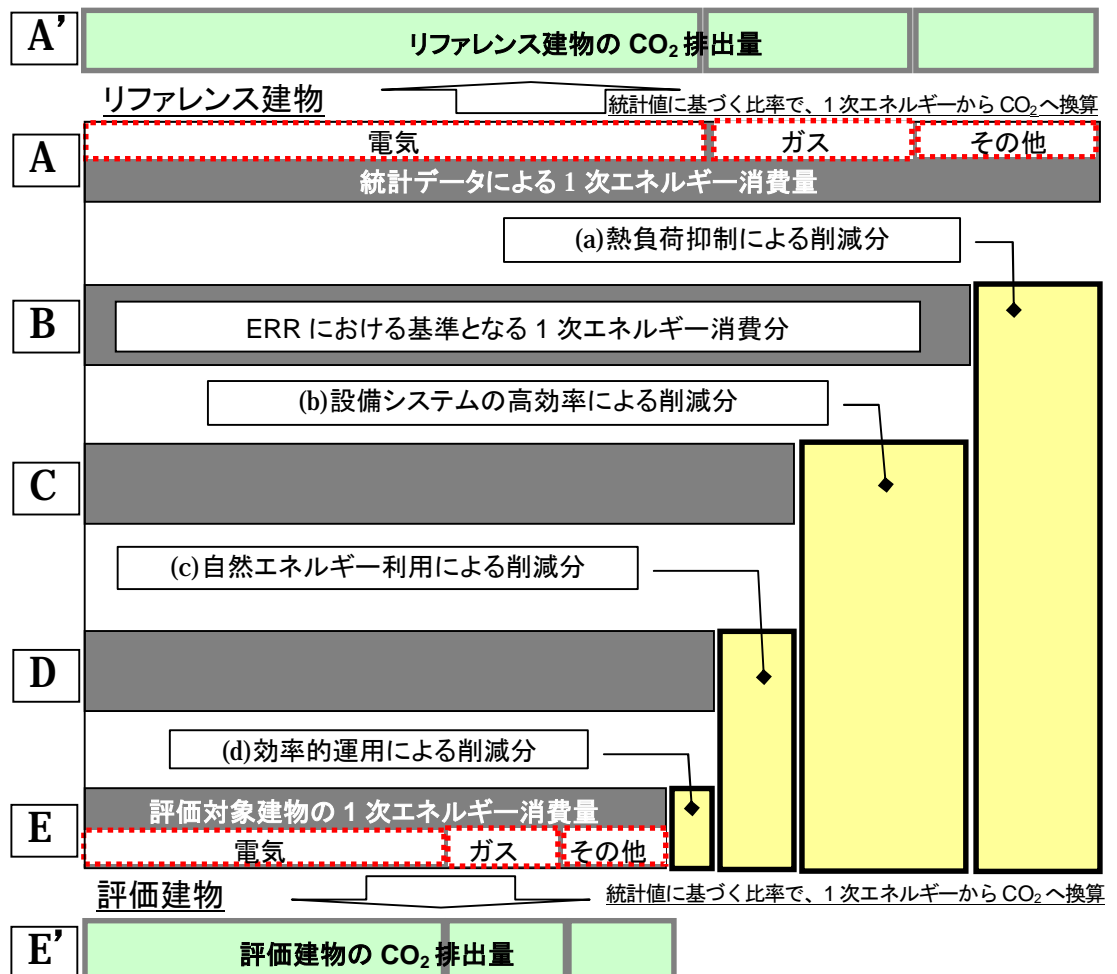 A’
リファレンス建物の CO₂ 排出量
リファレンス建物
統計値に基づく比率で、1 次エネルギーから CO₂ へ換算
A
電気 ガス その他
統計データによる 1 次エネルギー消費量
(a)熱負荷抑制による削減分
B
ERR における基準となる 1 次エネルギー消費分
(b)設備システムの高効率による削減分
C
(c)自然エネルギー利用による削減分
D
(d)効率的運用による削減分
E
評価対象建物の 1 次エネルギー消費量
電気 ガス その他
評価建物
統計値に基づく比率で、1 次エネルギーから CO₂ へ換算
E’
評価建物の CO₂ 排出量